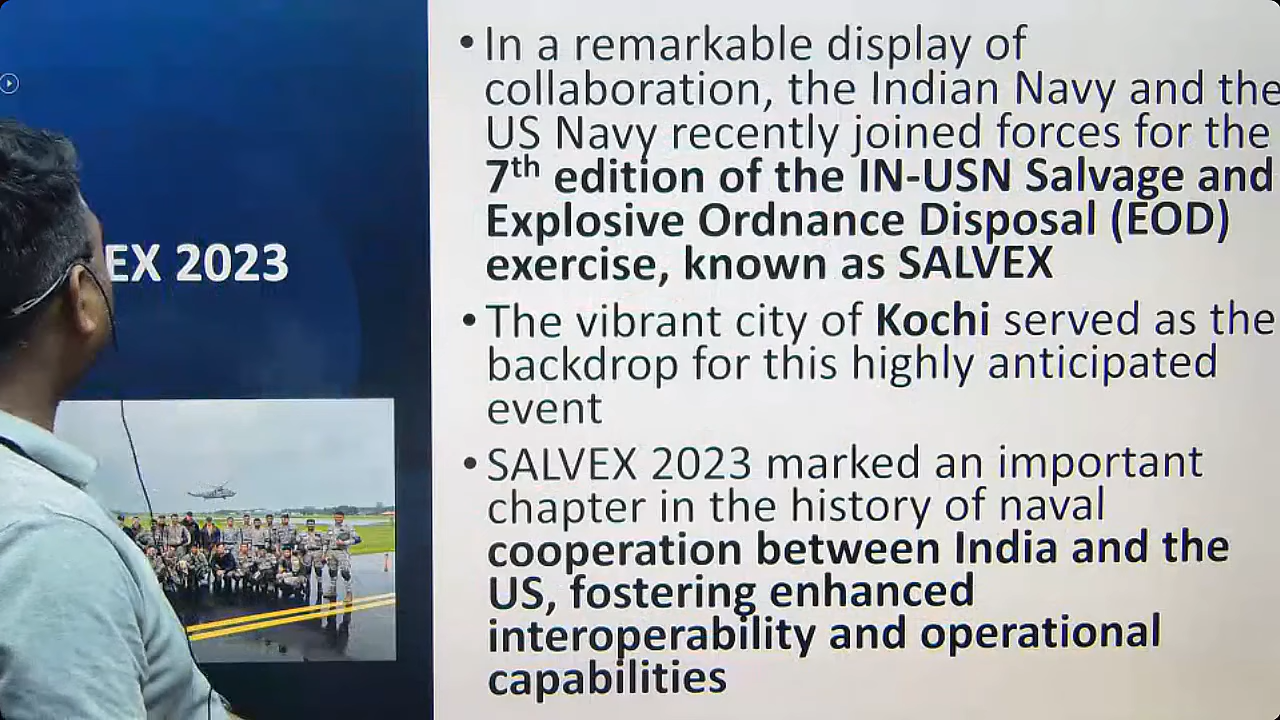 EX 2023
• In a remarkable display of
collaboration, the Indian Navy and the
US Navy recently joined forces for the
7th edition of the IN-USN Salvage and
Explosive Ordnance Disposal (EOD)
exercise, known as SALVEX
• The vibrant city of Kochi served as the
backdrop for this highly anticipated
event
• SALVEX 2023 marked an important
chapter in the history of naval
cooperation between India and the
US, fostering enhanced
interoperability and operational
capabilities